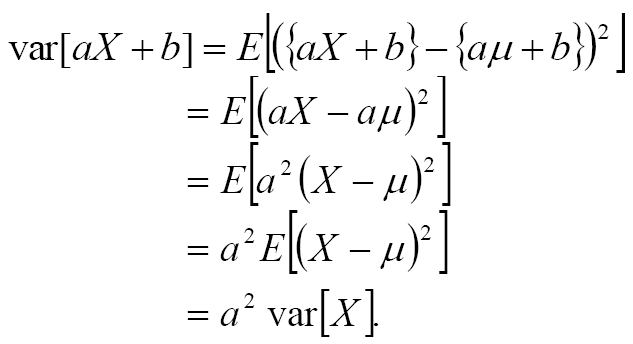 var[aX + b] = E[({aX + b} − {aμ + b})²]
= E[(aX − aμ)²]
= E[a²(X − μ)²]
= a²E[(X − μ)²]
= a² var[X].